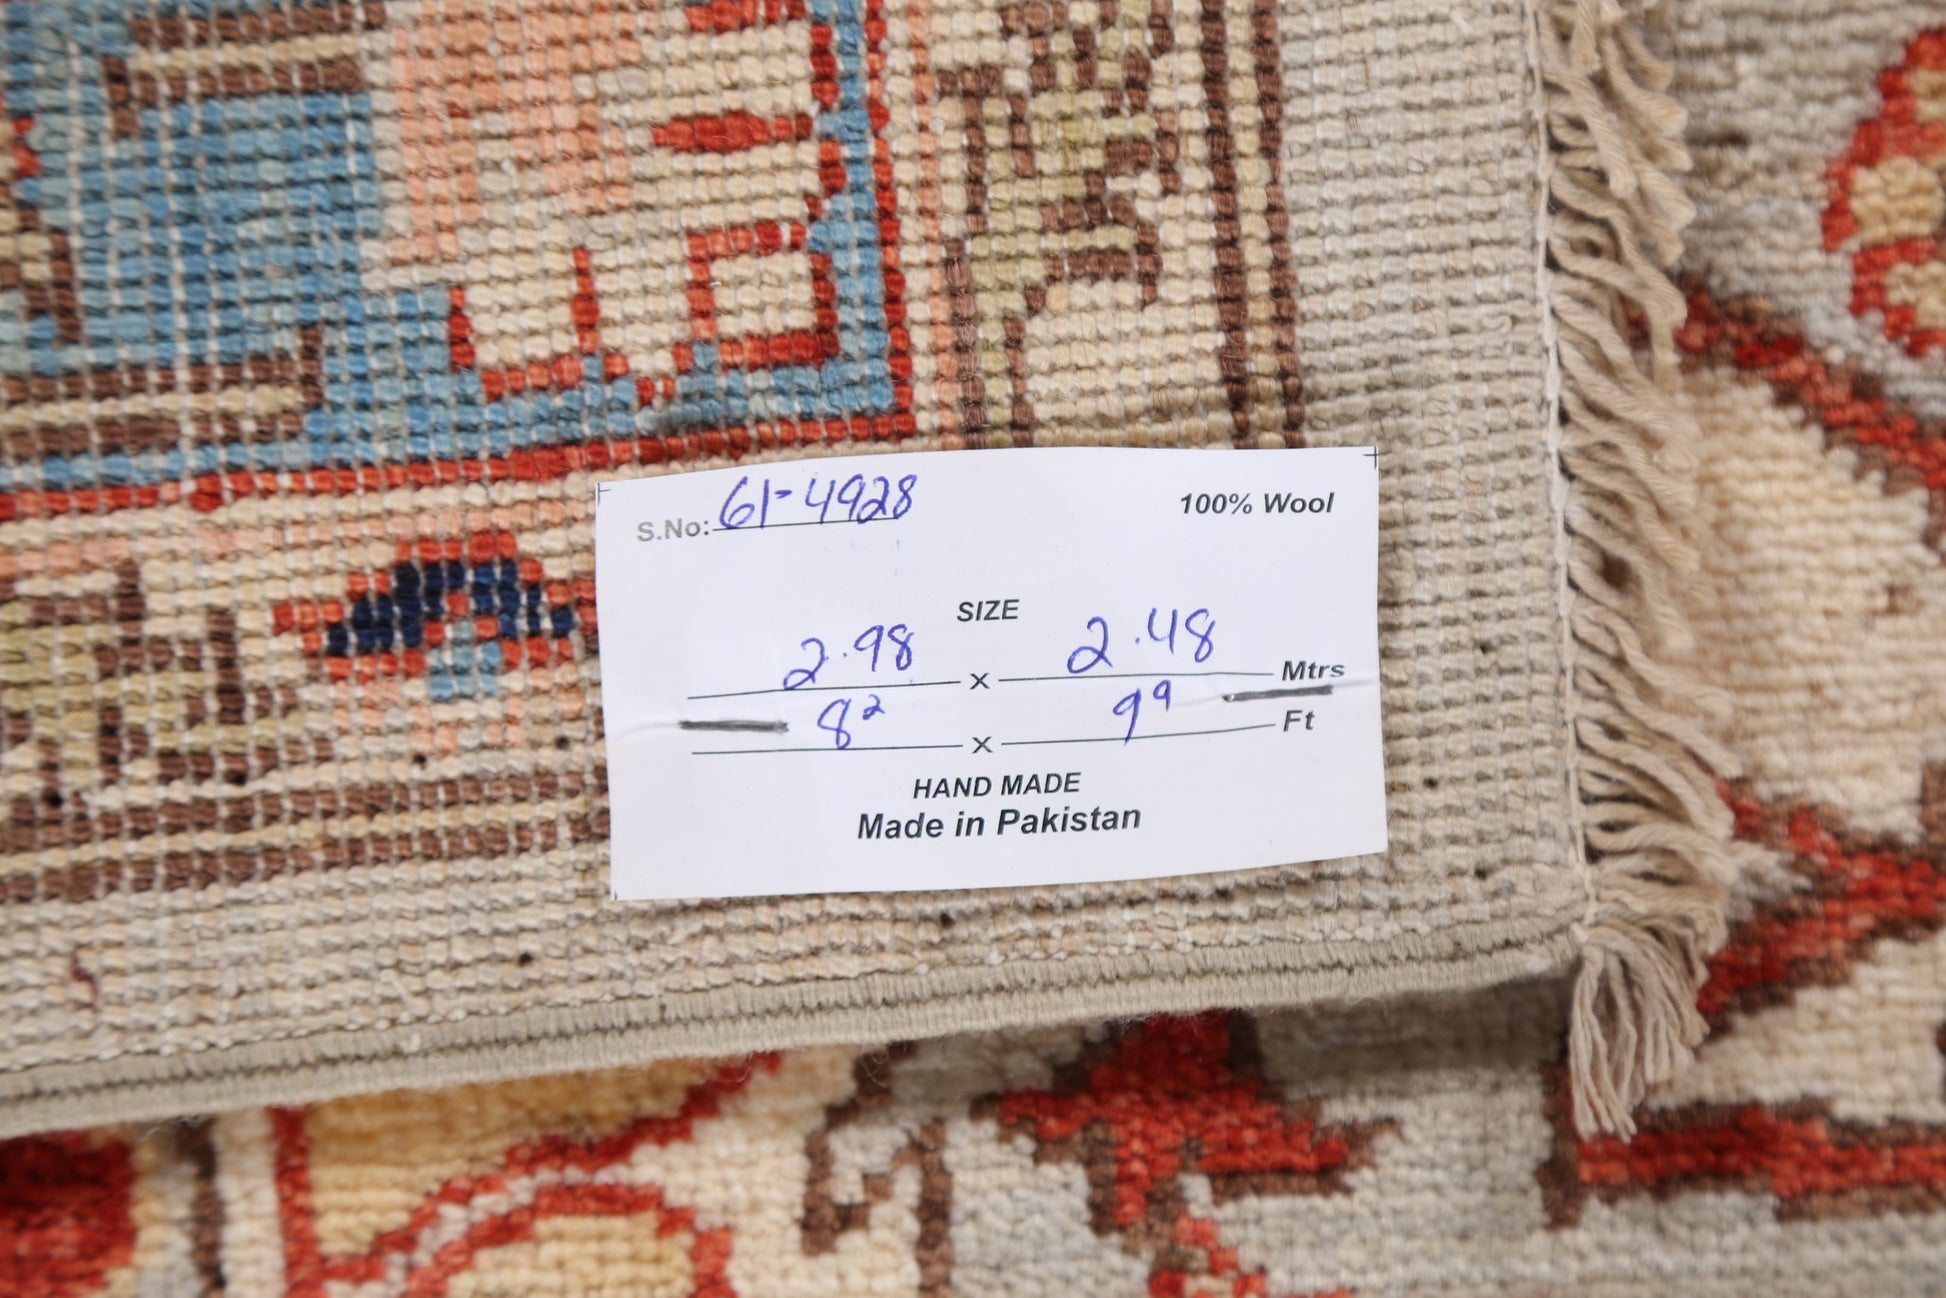 S.No: 61-4928
100% Wool
SIZE
2.98 x 2.48 Mtrs
8² x 9⁹ Ft
HAND MADE
Made in Pakistan